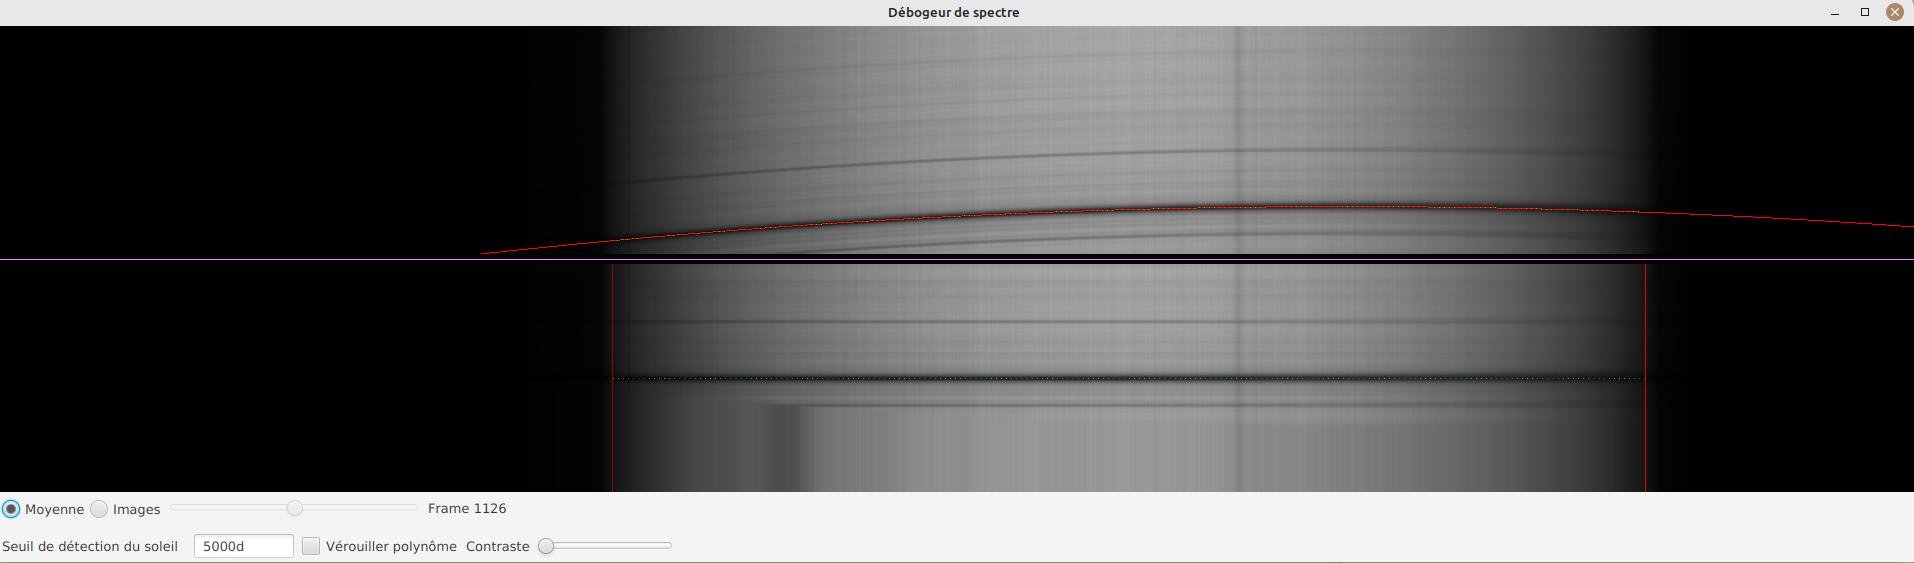 Débogeur de spectre
Moyenne Images Frame 1126
Seuil de détection du soleil 5000d Vérouiller polynôme Contraste